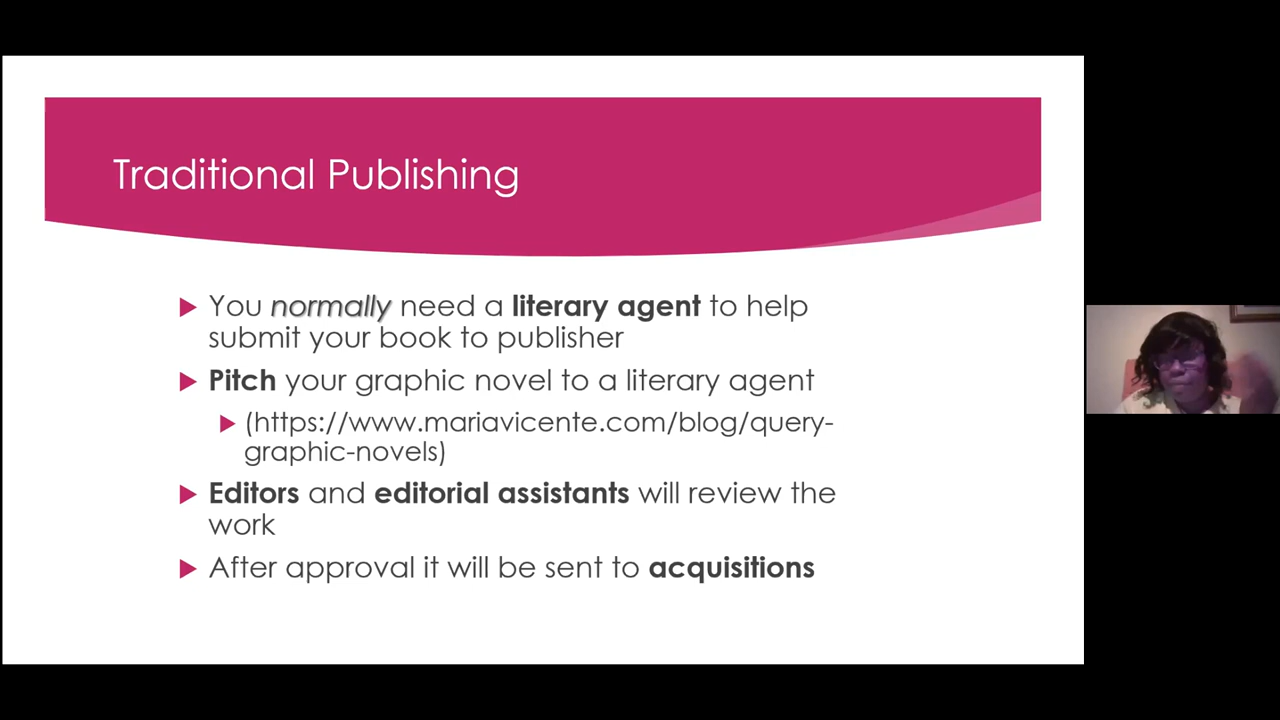 Traditional Publishing
You normally need a literary agent to help
submit your book to publisher
Pitch your graphic novel to a literary agent
(https://www.mariavicente.com/blog/query-
graphic-novels)
Editors and editorial assistants will review the
work
After approval it will be sent to acquisitions